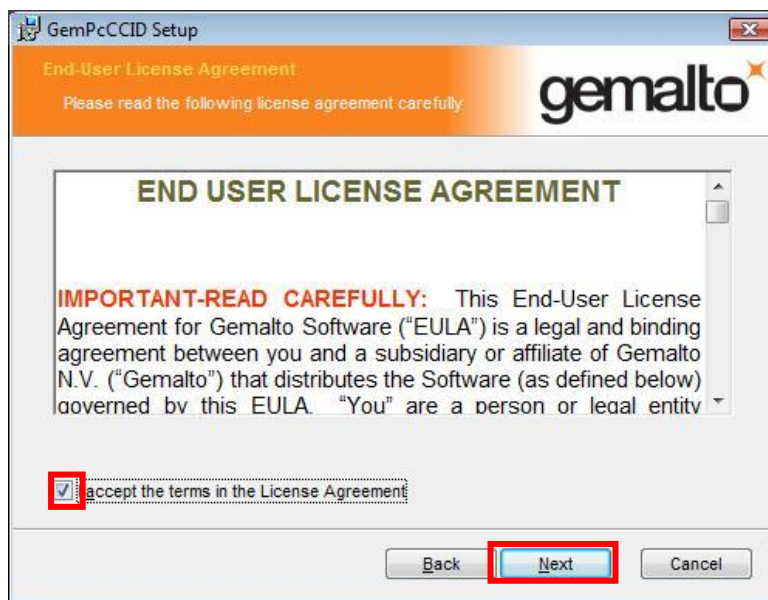 GemPcCCID Setup
End-User License Agreement
Please read the following license agreement carefully
gemalto
END USER LICENSE AGREEMENT
IMPORTANT-READ CAREFULLY: This End-User License
Agreement for Gemalto Software (“EULA”) is a legal and binding
agreement between you and a subsidiary or affiliate of Gemalto
N.V. (“Gemalto”) that distributes the Software (as defined below)
governed by this EULA. “You” are a person or legal entity
accept the terms in the License Agreement
Back Next Cancel